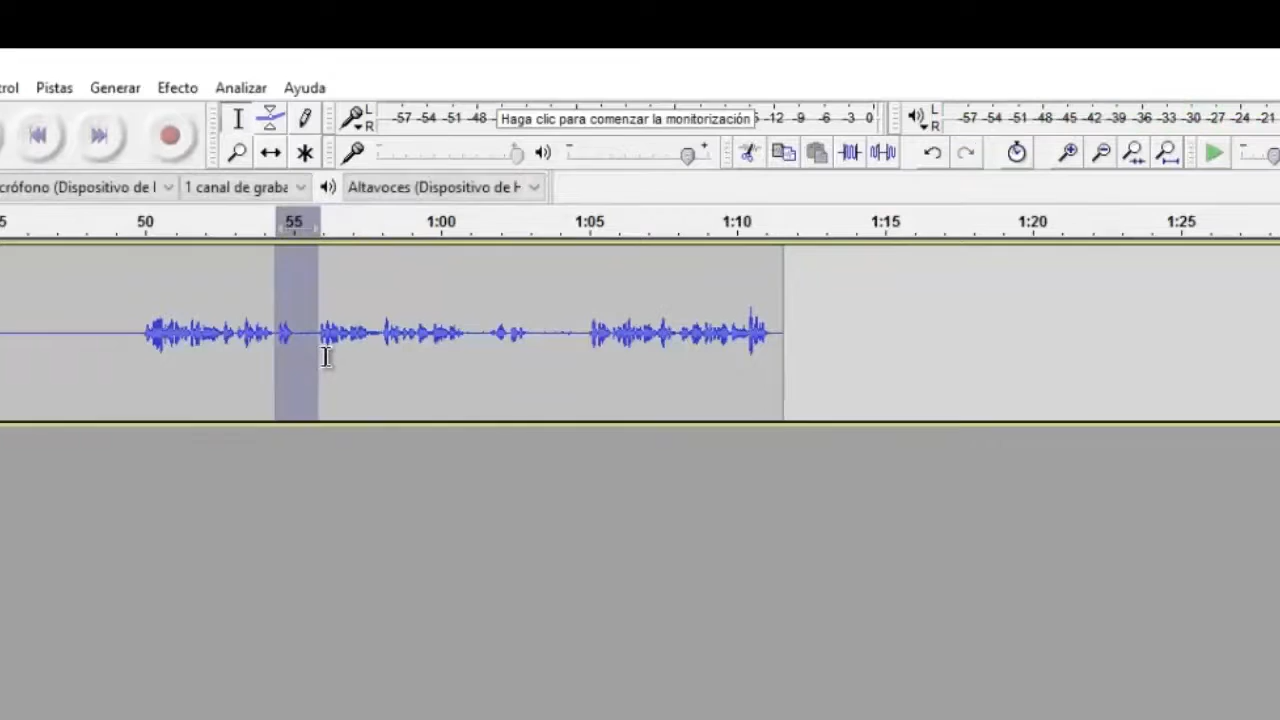 trol Pistas Generar Efecto Analizar Ayuda
L
R
-57 -54 -51 -48 Haga clic para comenzar la monitorización -12 -9 -6 -3 0
L
R
-57 -54 -51 -48 -45 -42 -39 -36 -33 -30 -27 -24 -21
crófono (Dispositivo de l 1 canal de graba Altavoces (Dispositivo de H
5 50 55 1:00 1:05 1:10 1:15 1:20 1:25